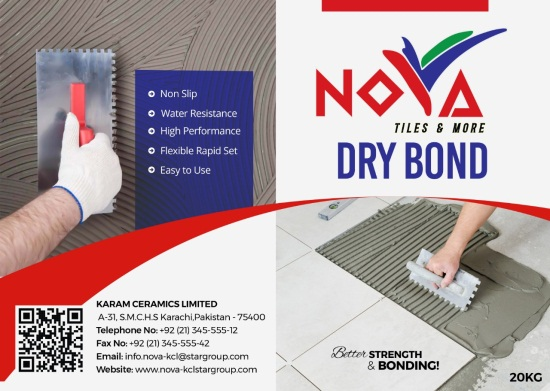 Non Slip
Water Resistance
High Performance
Flexible Rapid Set
Easy to Use
KARAM CERAMICS LIMITED
A-31, S.M.C.H.S Karachi,Pakistan - 75400
Telephone No: +92 (21) 345-555-12
Fax No: +92 (21) 345-555-42
Email: info.nova-kcl@stargroup.com
Website: www.nova-kclstargroup.com
NOVA
TILES & MORE
DRY BOND
Better STRENGTH
& BONDING!
20KG